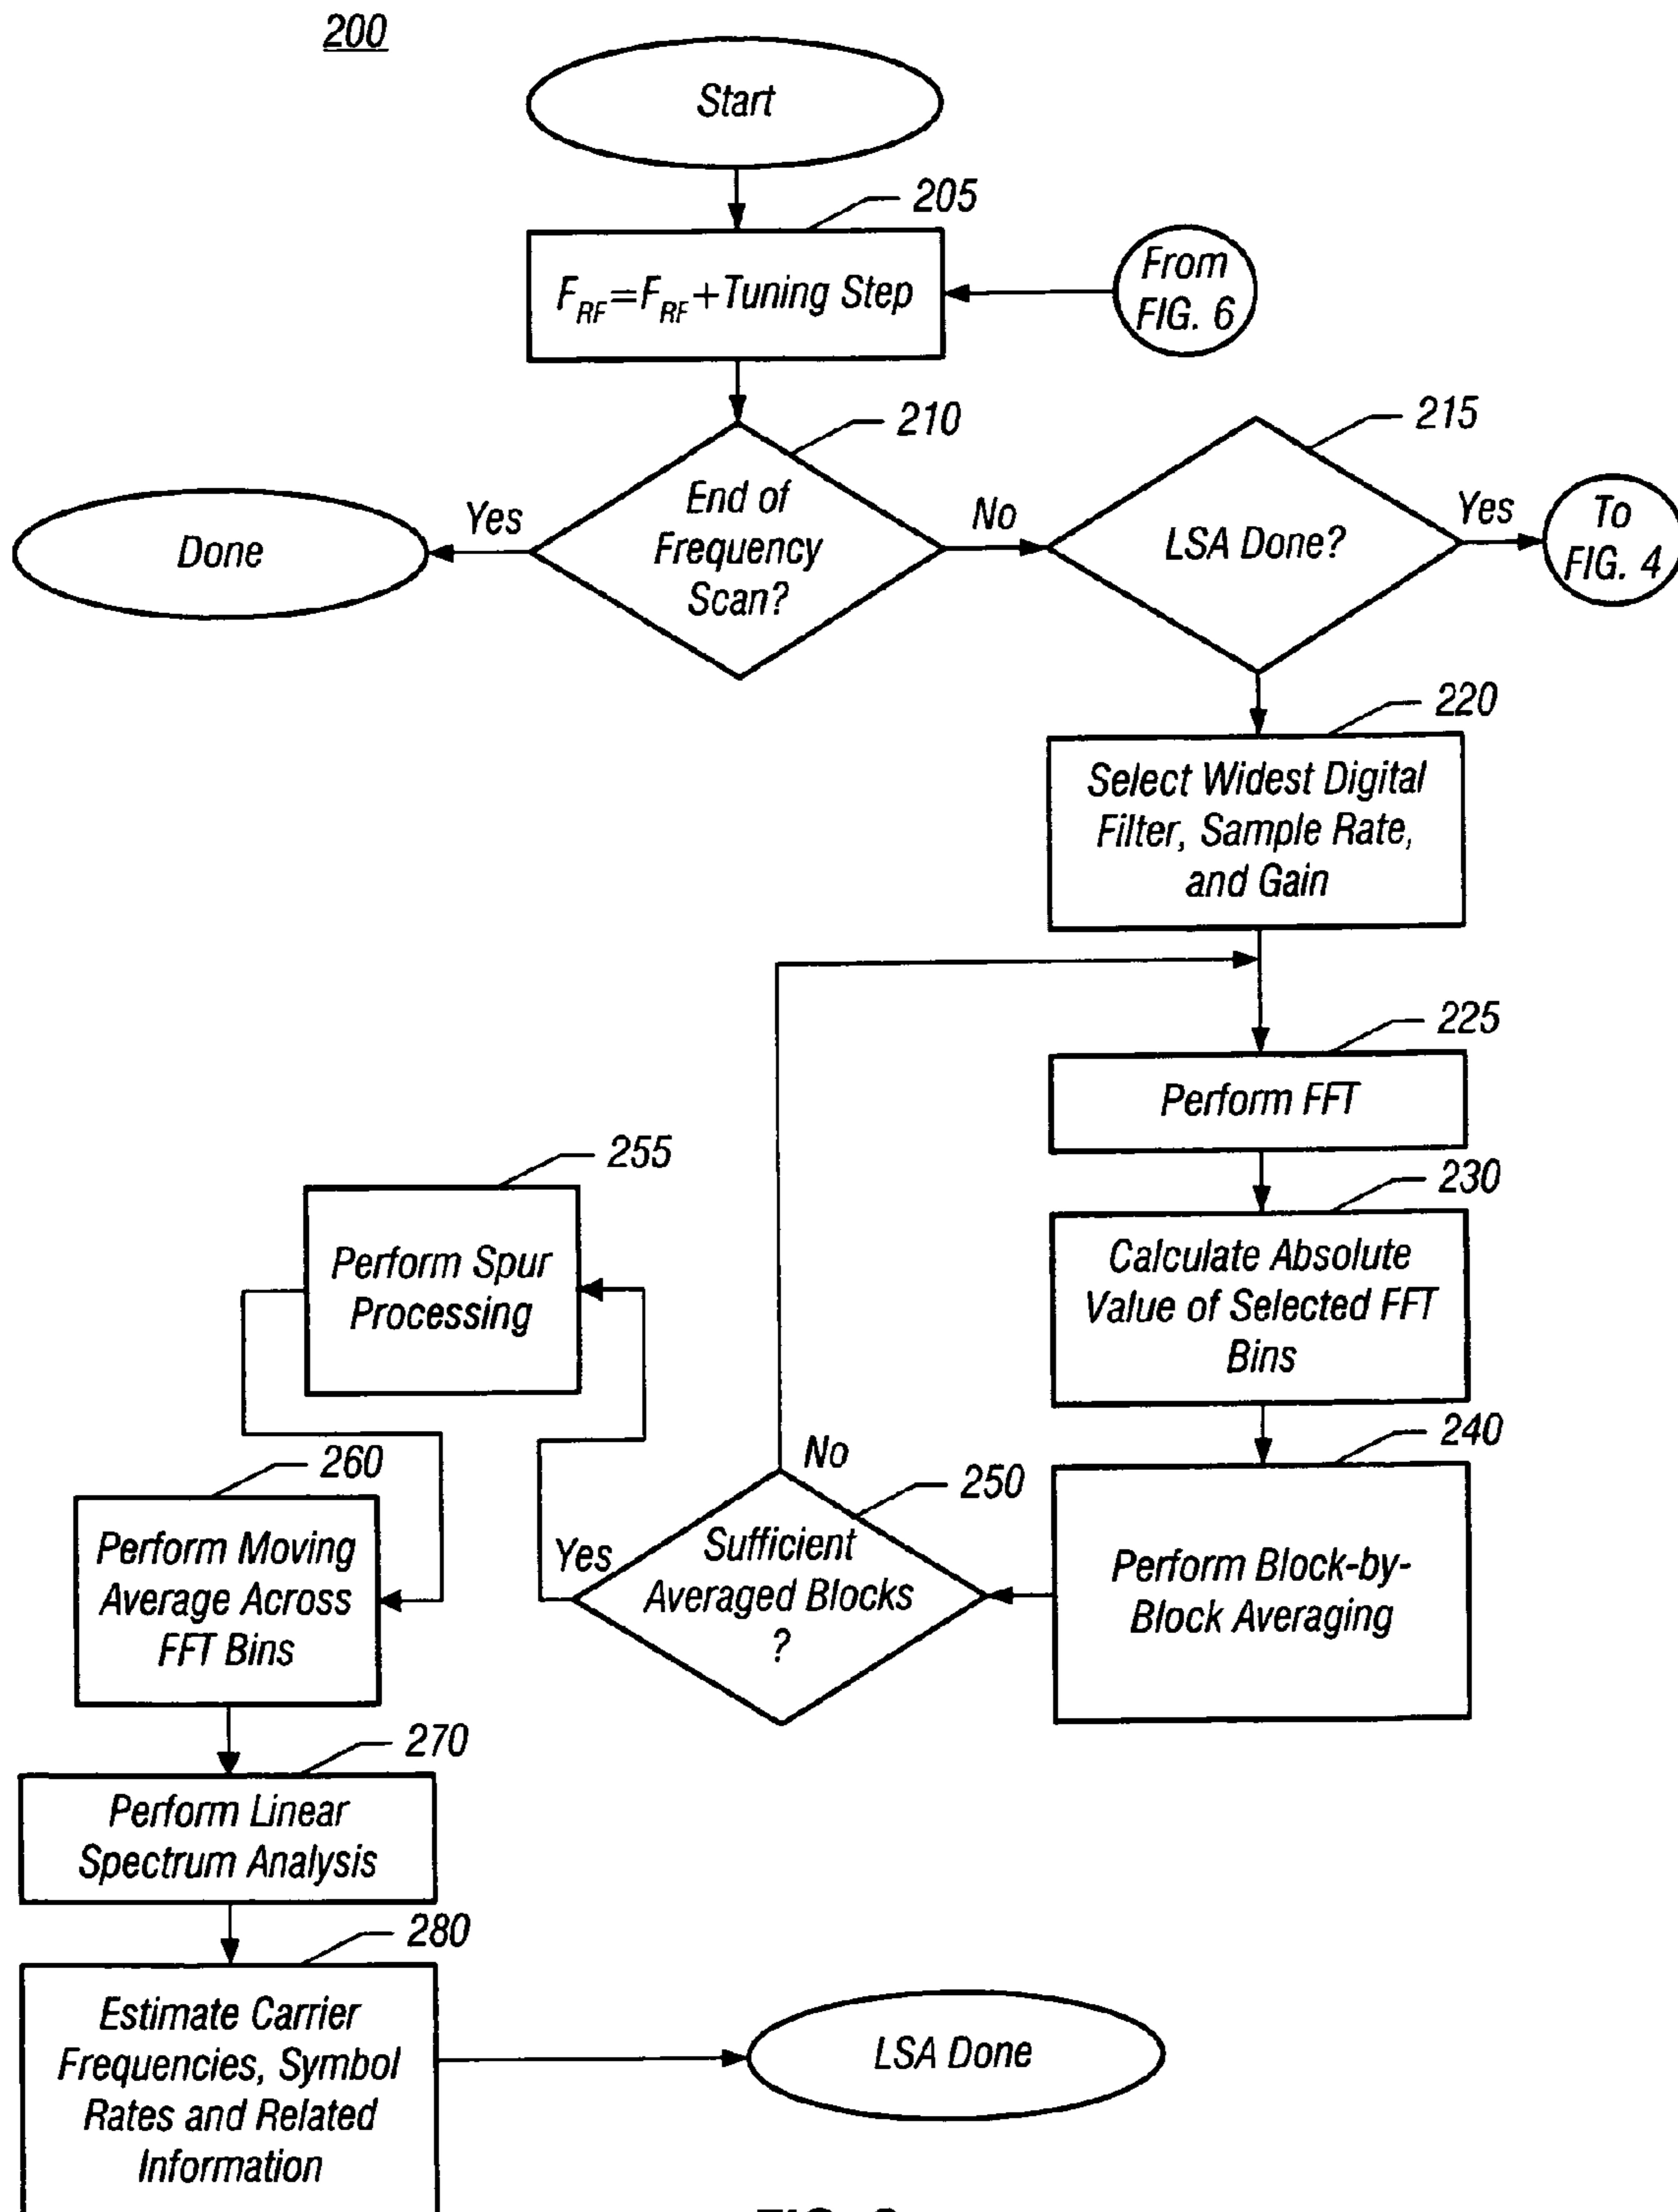 200
Start
205
F_RF=F_RF+Tuning Step
From
FIG. 6
210
215
End of
Frequency
Scan?
Yes
No
Done
LSA Done?
Yes
To
FIG. 4
220
Select Widest Digital
Filter, Sample Rate,
and Gain
225
Perform FFT
230
Calculate Absolute
Value of Selected FFT
Bins
240
Perform Block-by-
Block Averaging
250
Sufficient
Averaged Blocks
?
No
Yes
255
Perform Spur
Processing
260
Perform Moving
Average Across
FFT Bins
270
Perform Linear
Spectrum Analysis
280
Estimate Carrier
Frequencies, Symbol
Rates and Related
Information
LSA Done